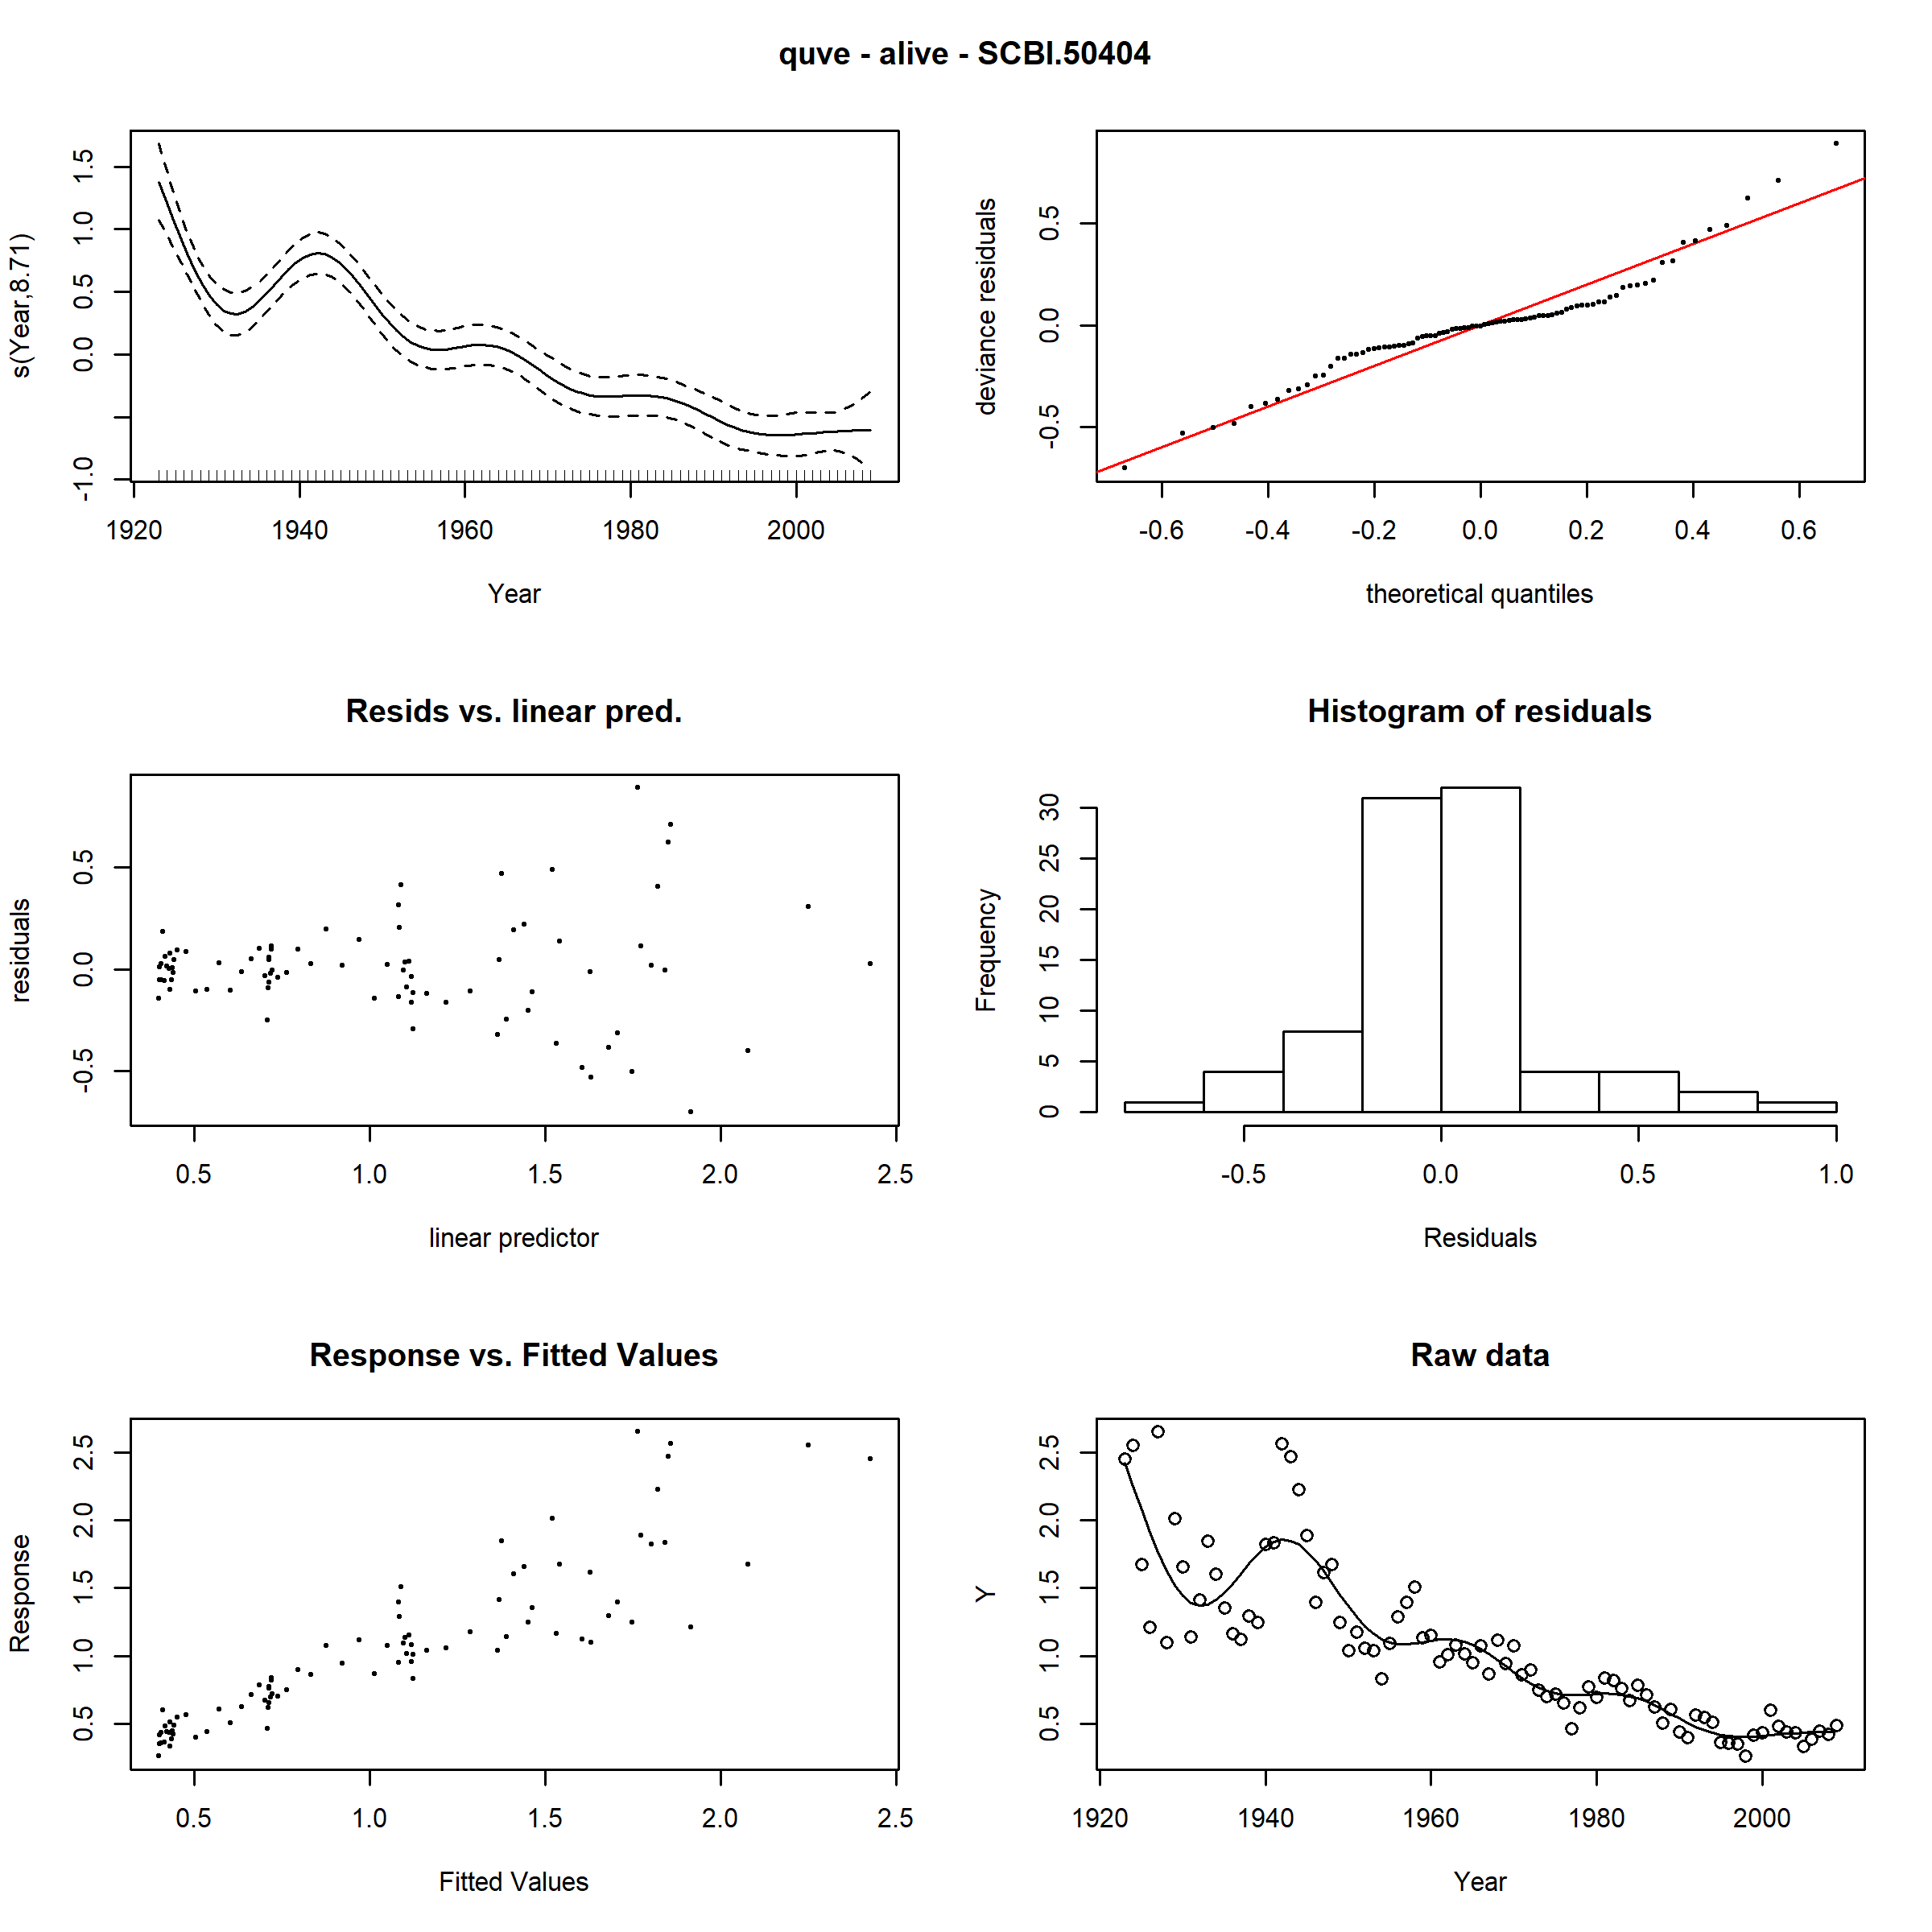 quve - alive - SCBI.50404
s(Year,8.71)
-1.0 0.0 0.5 1.0 1.5
1920 1940 1960 1980 2000
Year
deviance residuals
-0.5 0.0 0.5
-0.6 -0.4 -0.2 0.0 0.2 0.4 0.6
theoretical quantiles
Resids vs. linear pred.
residuals
-0.5 0.0 0.5
0.5 1.0 1.5 2.0 2.5
linear predictor
Histogram of residuals
Frequency
0 5 10 15 20 25 30
-0.5 0.0 0.5 1.0
Residuals
Response vs. Fitted Values
Response
0.5 1.0 1.5 2.0 2.5
0.5 1.0 1.5 2.0 2.5
Fitted Values
Raw data
Y
0.5 1.0 1.5 2.0 2.5
1920 1940 1960 1980 2000
Year